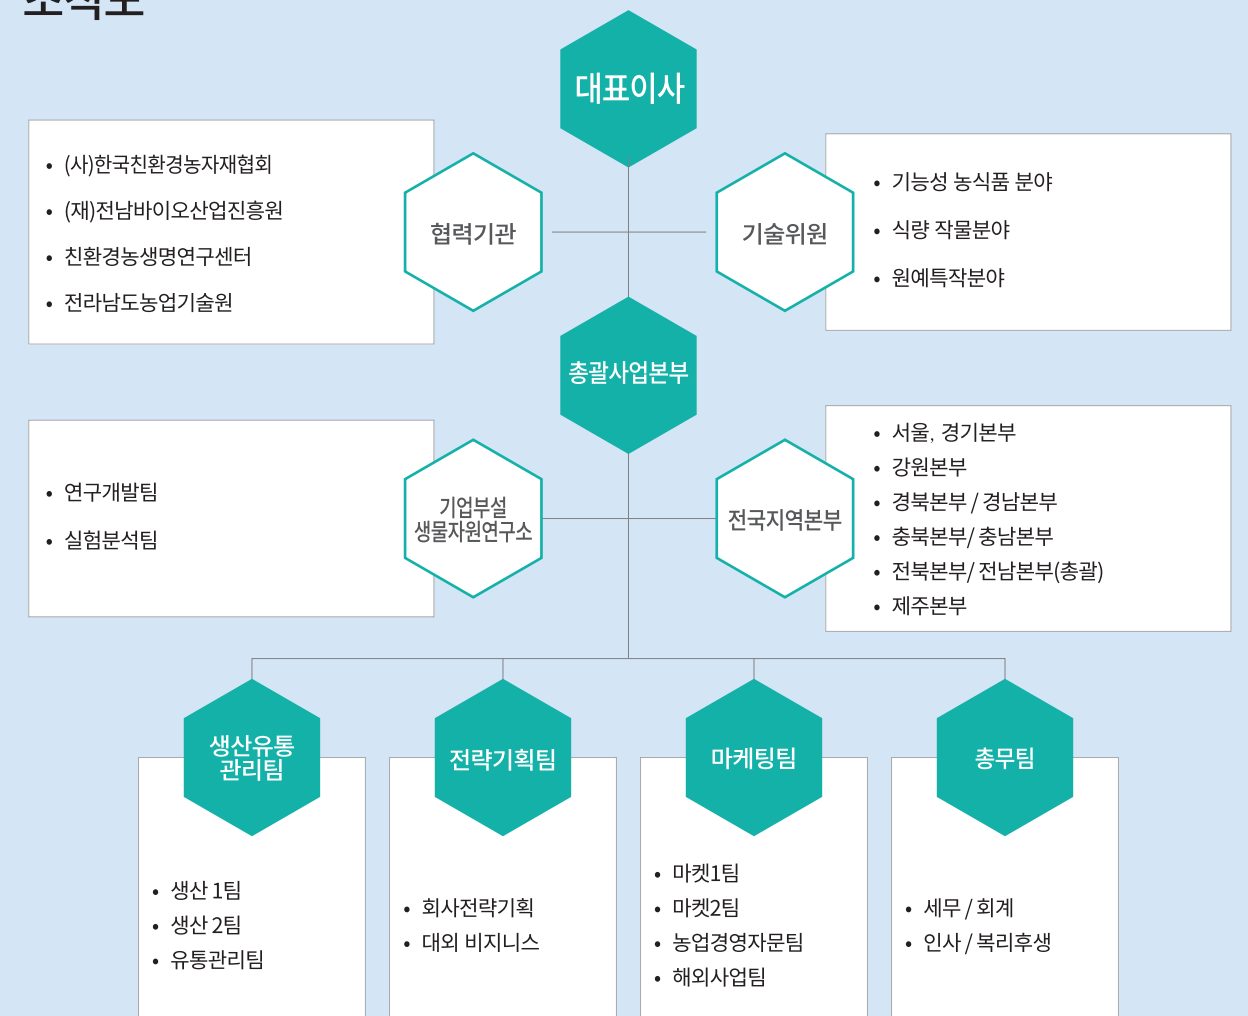 조직도
대표이사
(사)한국친환경농자재협회
(재)전남바이오산업진흥원
친환경농생명연구센터
전라남도농업기술원
협력기관
기술위원
기능성 농식품 분야
식량 작물분야
원예특작분야
총괄사업본부
연구개발팀
실험분석팀
기업부설
생물자원연구소
전국지역본부
서울, 경기본부
강원본부
경북본부 / 경남본부
충북본부/ 충남본부
전북본부/ 전남본부(총괄)
제주본부
생산유통
관리팀
생산 1팀
생산 2팀
유통관리팀
전략기획팀
회사전략기획
대외 비지니스
마케팅팀
마켓1팀
마켓2팀
농업경영자문팀
해외사업팀
총무팀
세무 / 회계
인사 / 복리후생